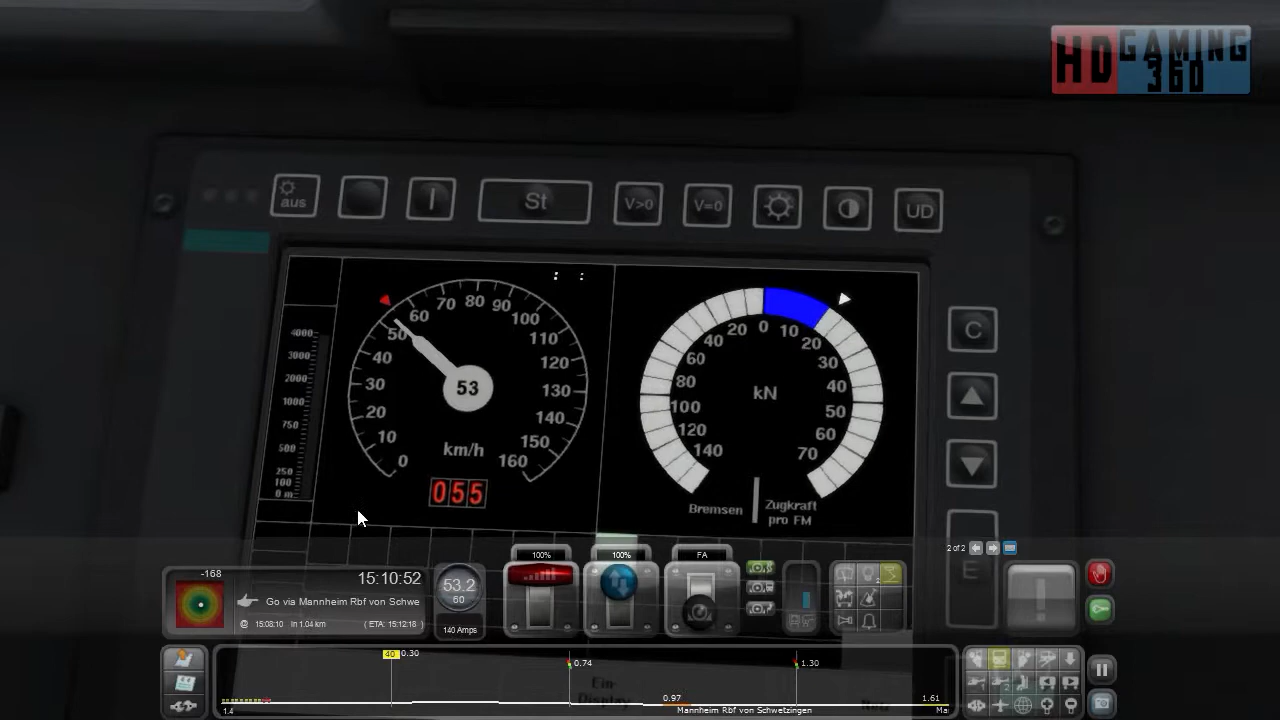 HD GAMING 360
aus I St V>0 V=0 UD
: :
4000
3000
2000
1000
750
500
250
100
0 m
0 10 20 30 40 50 60 70 80 90 100 110 120 130 140 150 160
53
km/h
055
140 120 100 80 60 40 20 0 10 20 30 40 50 60 70
kN
Bremsen
Zugkraft
pro FM
C
E
2 of 2
-168
15:10:52
Go via Mannheim Rbf von Schwe
@ 15:08:10 In 1.04 km ( ETA: 15:12:18 )
53.2
60
140 Amps
100%
100%
FA
40 0.30
0.74
1.30
0.97
1.61
1.4
Mannheim Rbf von Schwetzingen
Ma
Ein-
Display